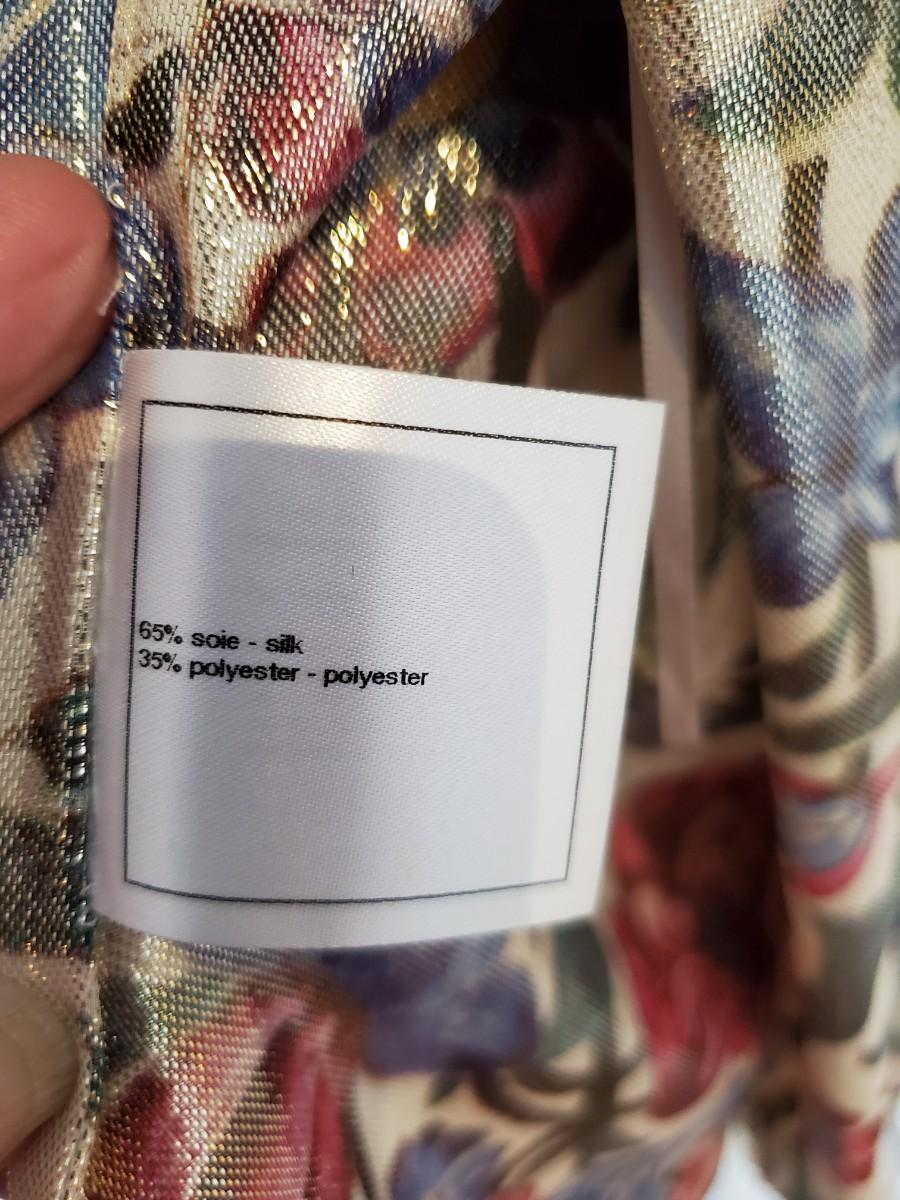 65% soie - silk
35% polyester - polyester